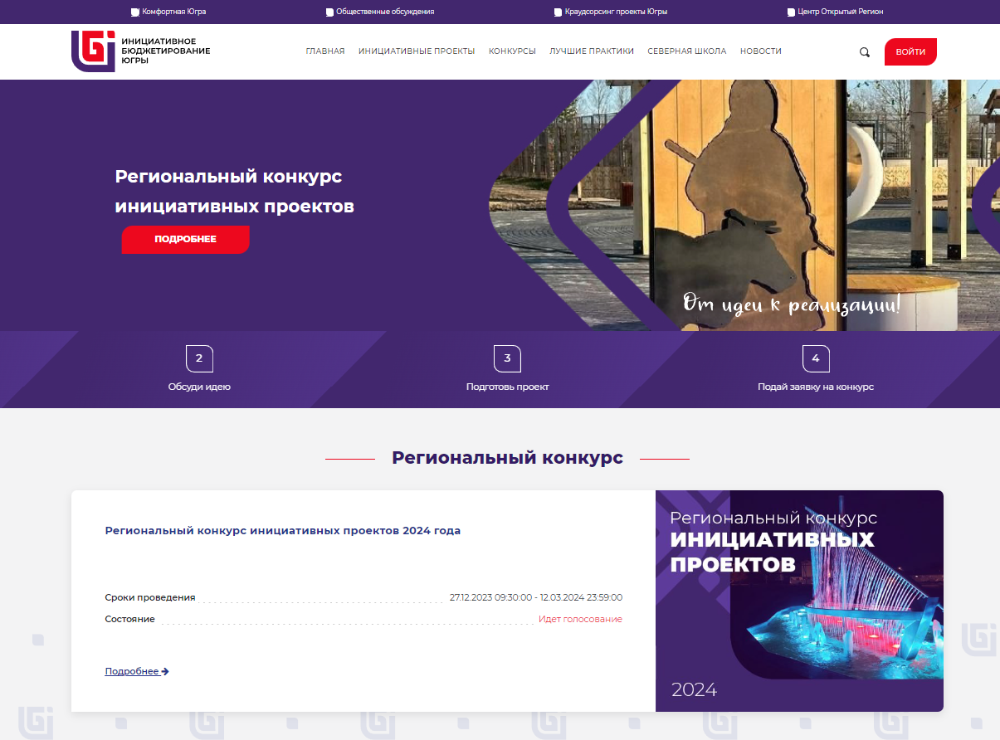 Комфортная Югра
Общественные обсуждения
Краудсорсинг проекты Югры
Центр Открытый Регион
ИНИЦИАТИВНОЕ
БЮДЖЕТИРОВАНИЕ
ЮГРЫ
ГЛАВНАЯ
ИНИЦИАТИВНЫЕ ПРОЕКТЫ
КОНКУРСЫ
ЛУЧШИЕ ПРАКТИКИ
СЕВЕРНАЯ ШКОЛА
НОВОСТИ
ВОЙТИ
Региональный конкурс
инициативных проектов
ПОДРОБНЕЕ
От идеи к реализации!
2
Обсуди идею
3
Подготовь проект
4
Подай заявку на конкурс
Региональный конкурс
Региональный конкурс инициативных проектов 2024 года
Сроки проведения 27.12.2023 09:30:00 - 12.03.2024 23:59:00
Состояние Идет голосование
Подробнее
Региональный конкурс
ИНИЦИАТИВНЫХ
ПРОЕКТОВ
2024